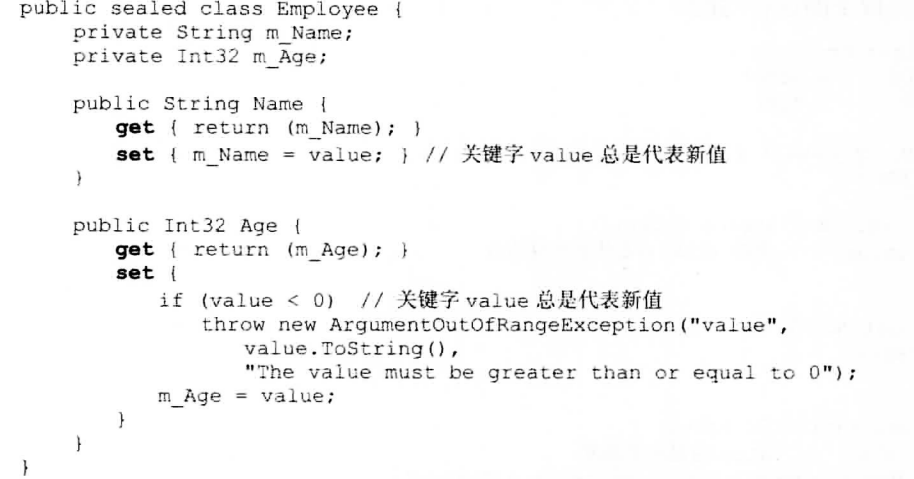 public sealed class Employee {
private String m_Name;
private Int32 m_Age;
public String Name {
get { return (m_Name); }
set { m_Name = value; } // 关键字 value 总是代表新值
}
public Int32 Age {
get { return (m_Age); }
set {
if (value < 0) // 关键字 value 总是代表新值
throw new ArgumentOutOfRangeException("value",
value.ToString(),
"The value must be greater than or equal to 0");
m_Age = value;
}
}
}